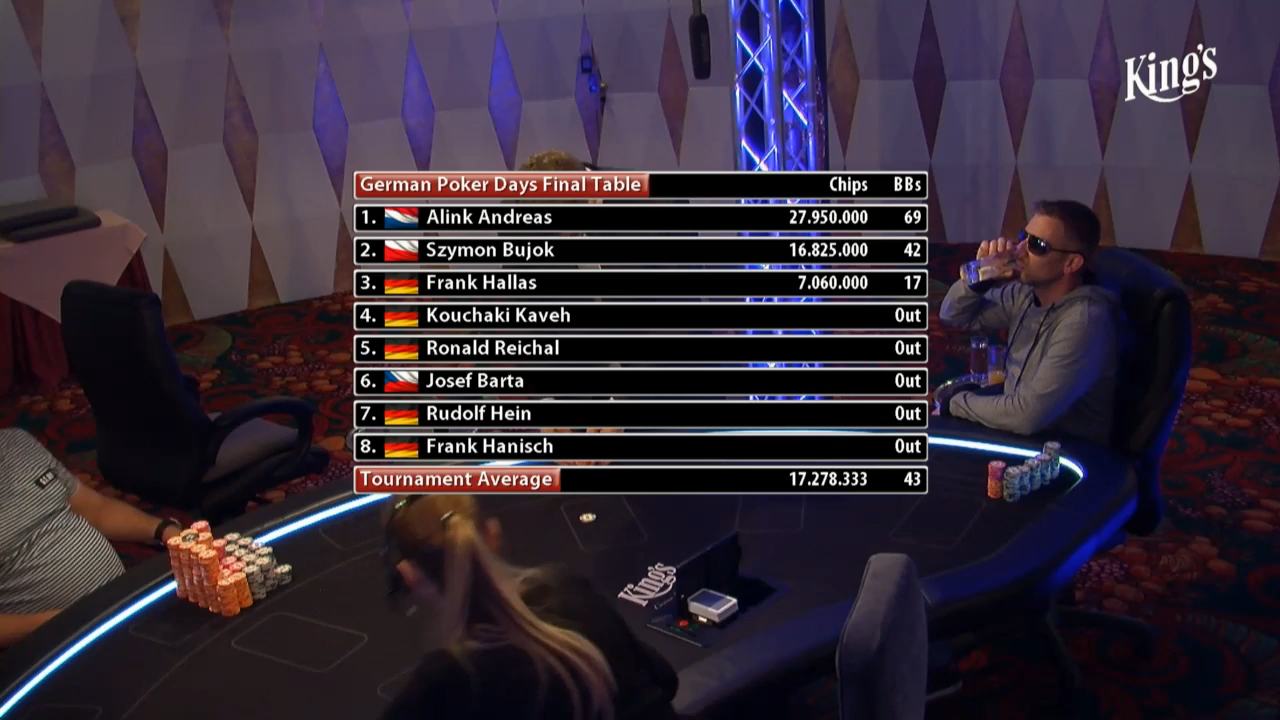 King's
German Poker Days Final Table Chips BBs
1. Alink Andreas 27.950.000 69
2. Szymon Bujok 16.825.000 42
3. Frank Hallas 7.060.000 17
4. Kouchaki Kaveh Out
5. Ronald Reichal Out
6. Josef Barta Out
7. Rudolf Hein Out
8. Frank Hanisch Out
Tournament Average 17.278.333 43
King's